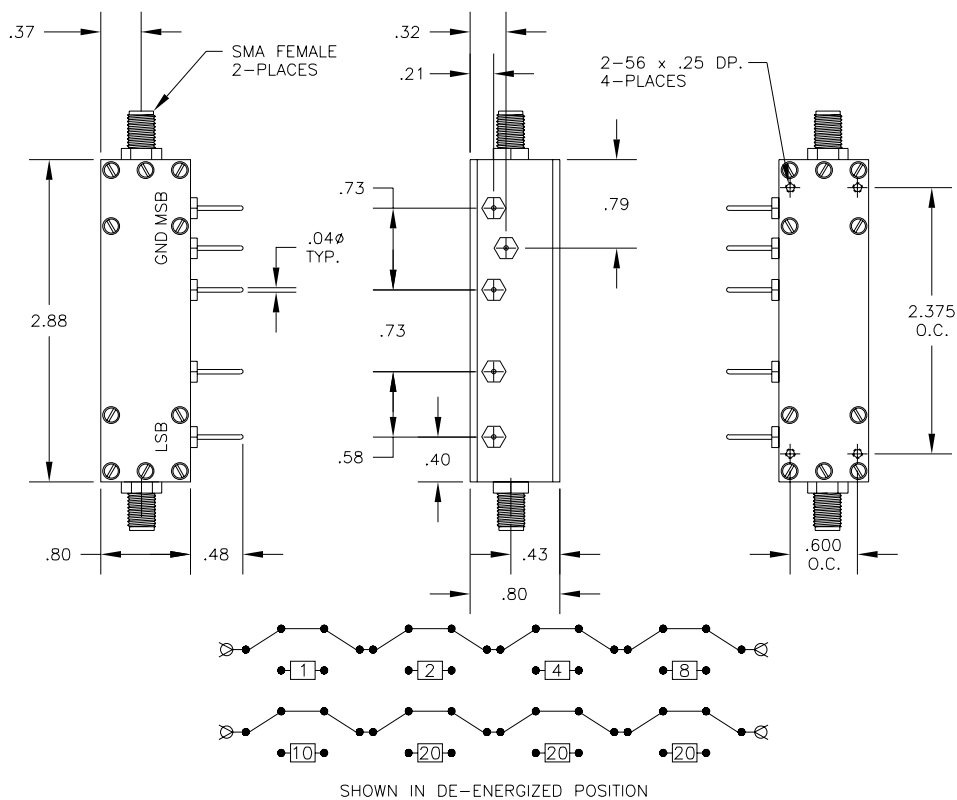 .37
SMA FEMALE
2-PLACES
.32
.21
2-56 x .25 DP.
4-PLACES
GND MSB
.04ø
TYP.
2.88
LSB
.73
.79
.73
.58
.40
2.375
O.C.
.80
.48
.43
.80
.600
O.C.
1
2
4
8
10
20
20
20
SHOWN IN DE-ENERGIZED POSITION